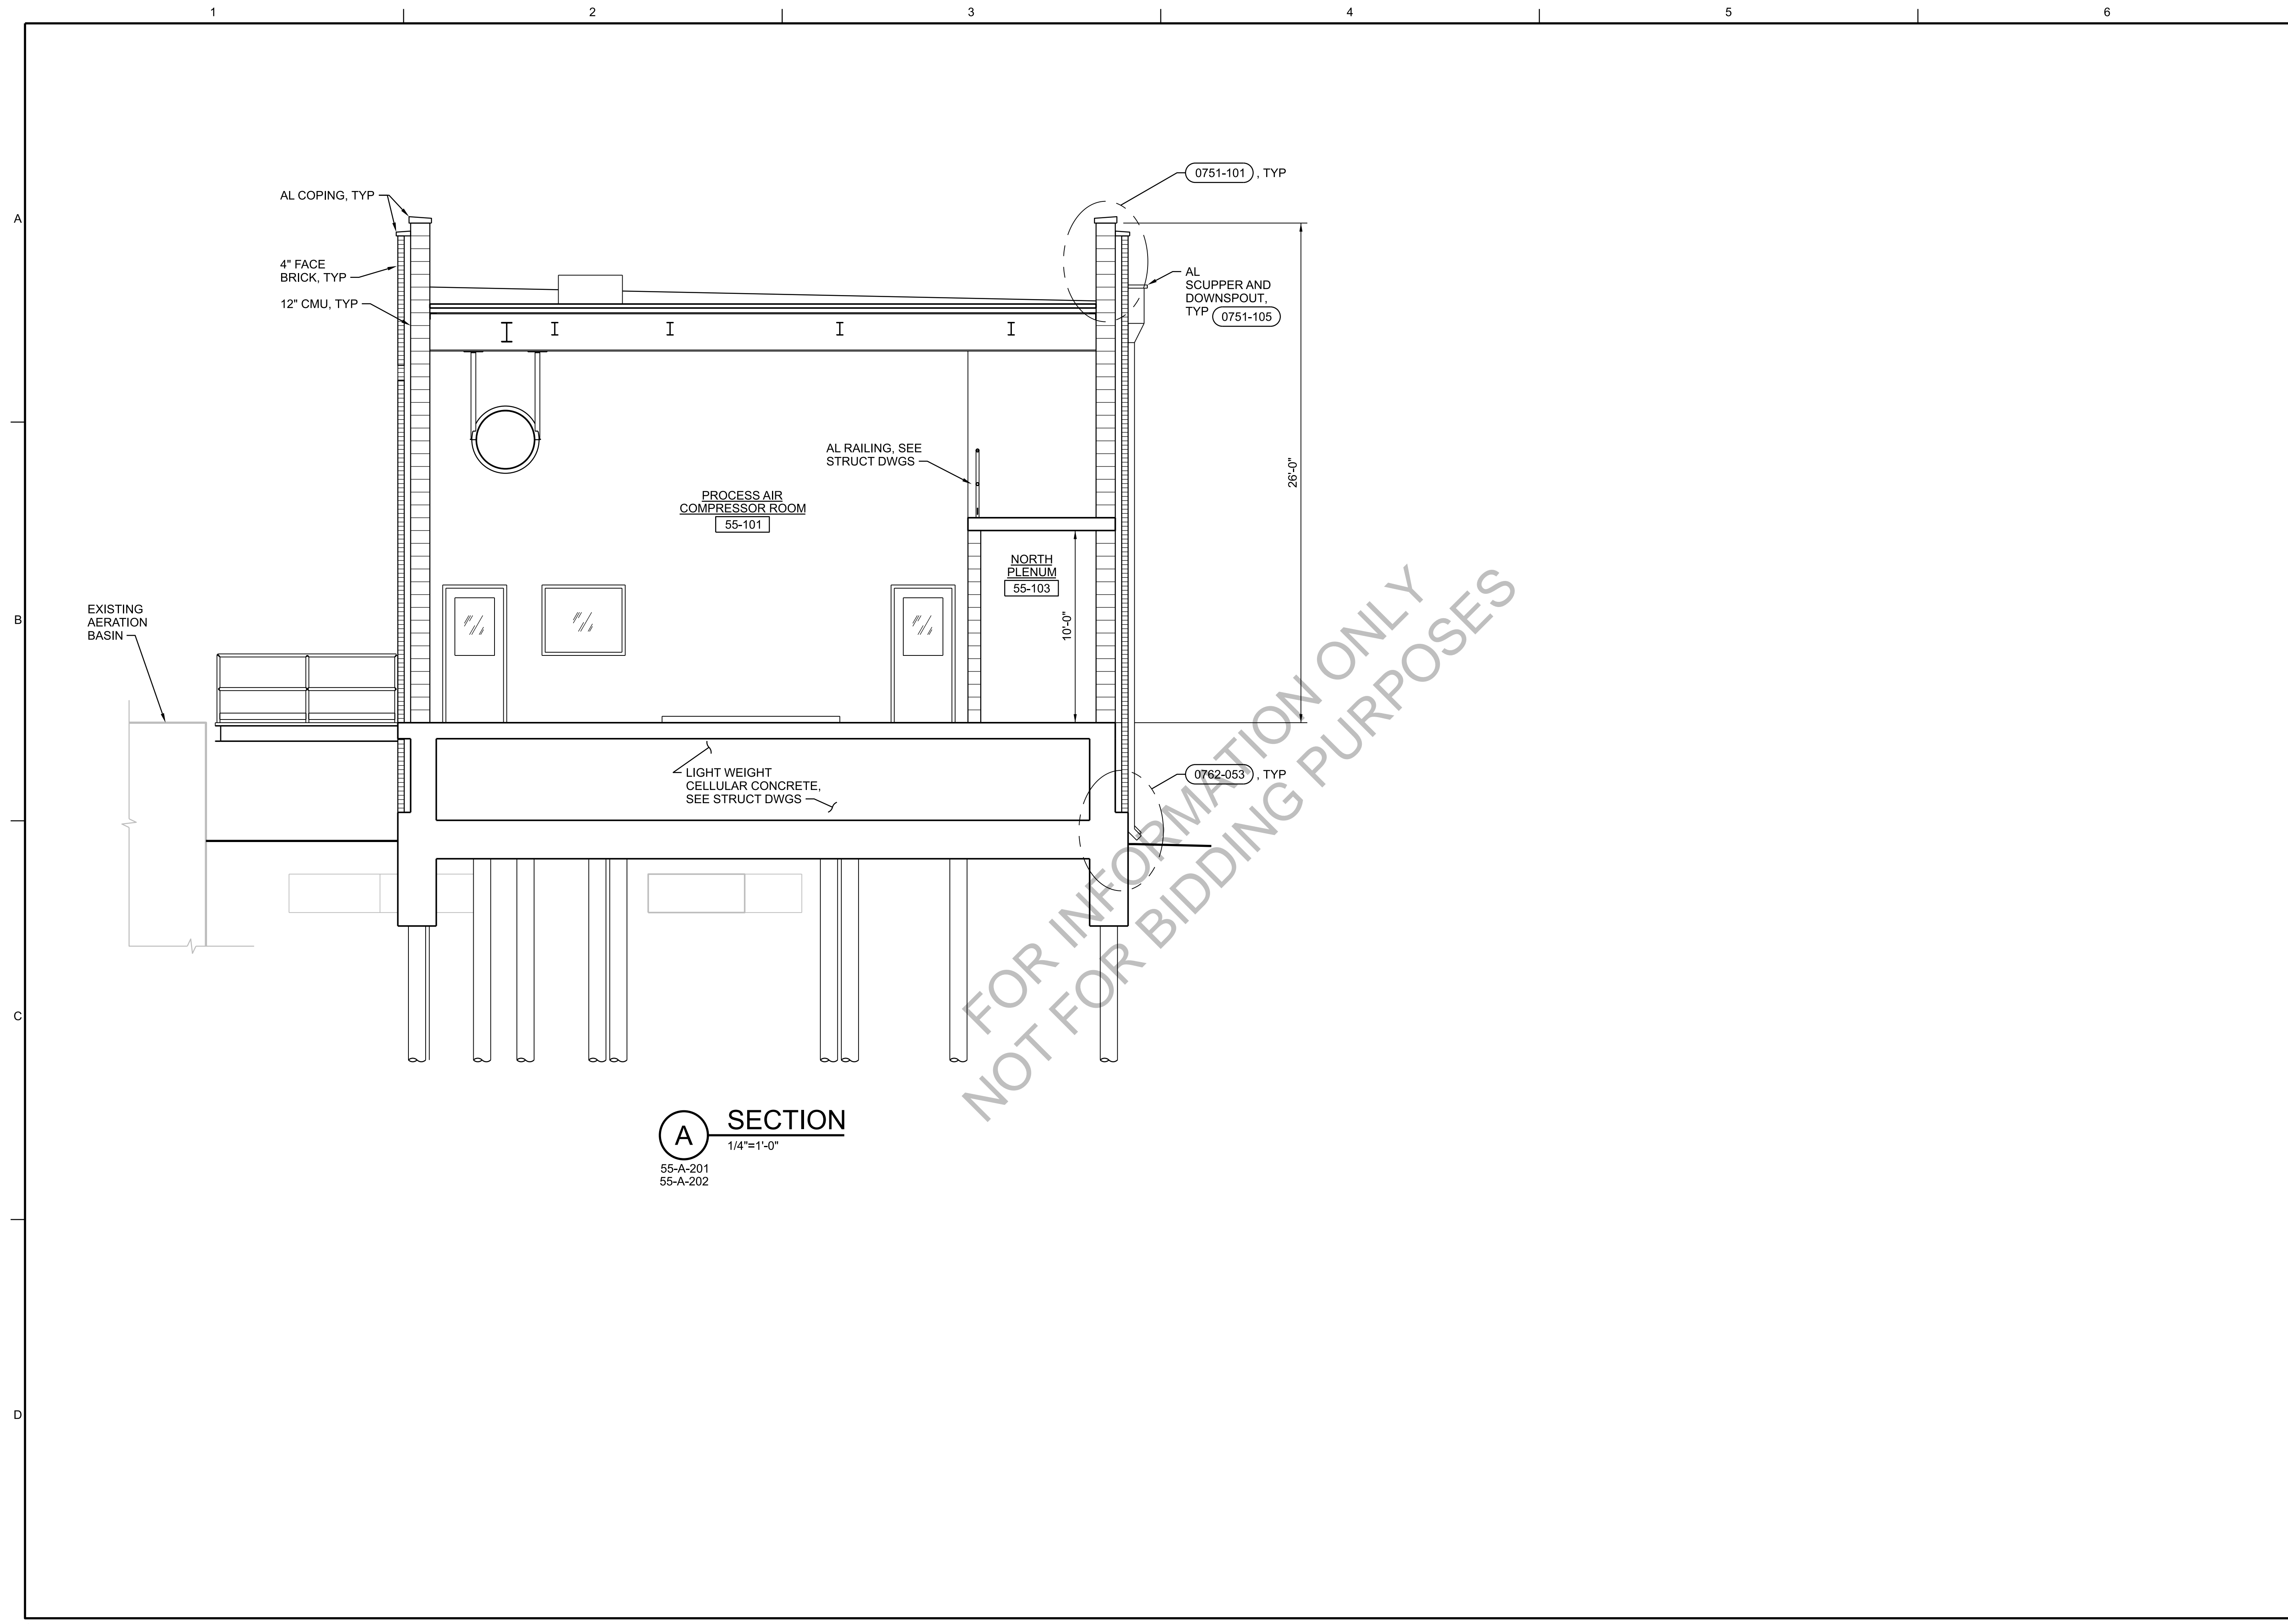 1
2
3
4
5
6
A
B
C
D
AL COPING, TYP
4" FACE
BRICK, TYP
12" CMU, TYP
0751-101 , TYP
AL
SCUPPER AND
DOWNSPOUT,
TYP 0751-105
AL RAILING, SEE
STRUCT DWGS
26'-0"
PROCESS AIR
COMPRESSOR ROOM
55-101
NORTH
PLENUM
55-103
10'-0"
EXISTING
AERATION
BASIN
LIGHT WEIGHT
CELLULAR CONCRETE,
SEE STRUCT DWGS
0762-053 , TYP
FOR INFORMATION ONLY
NOT FOR BIDDING PURPOSES
A SECTION
1/4"=1'-0"
55-A-201
55-A-202